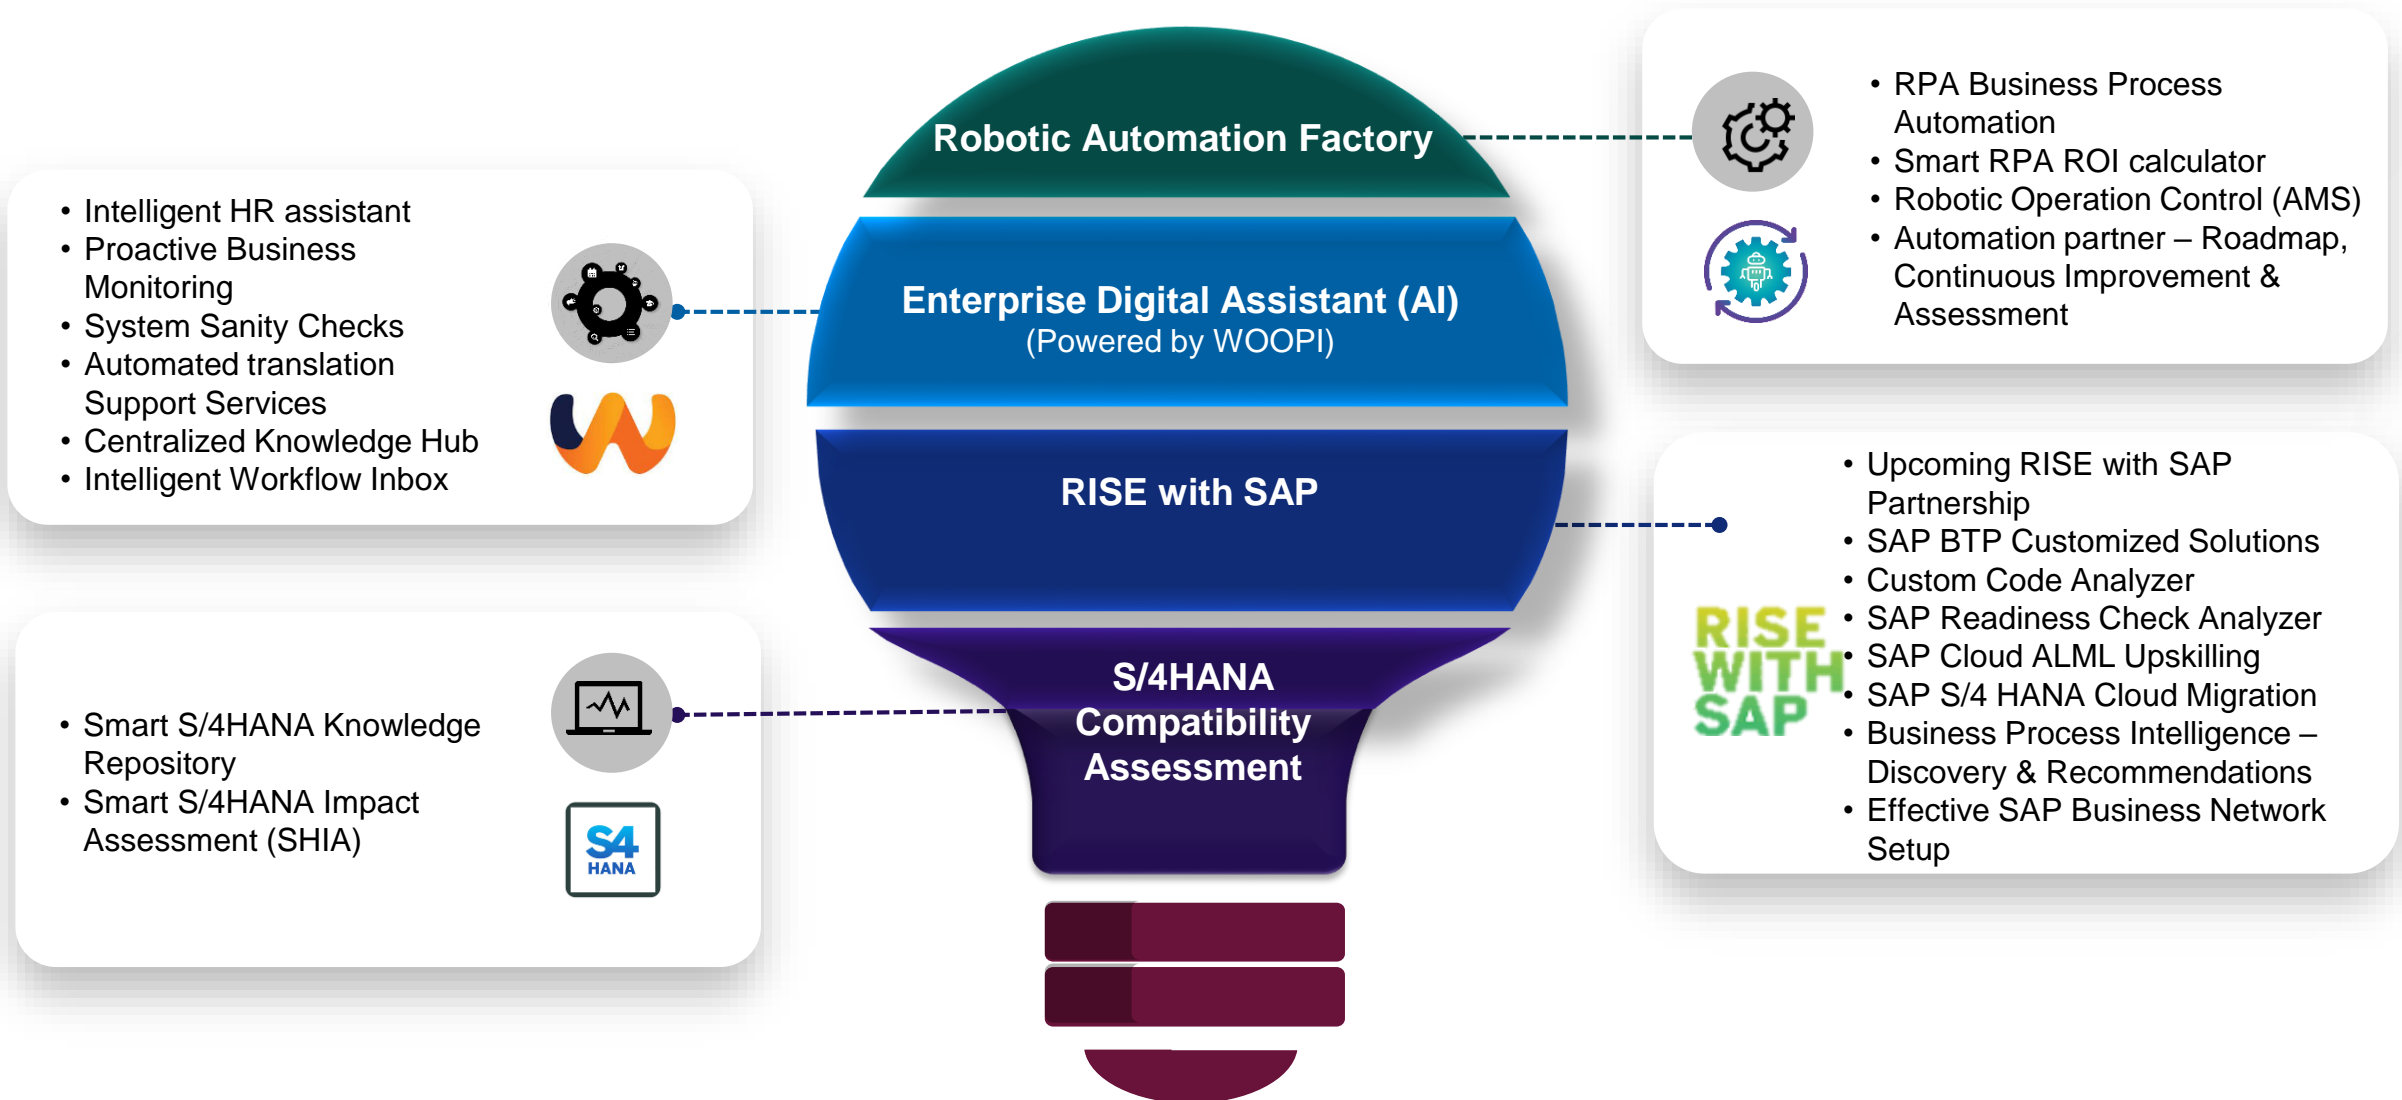 Robotic Automation Factory
Enterprise Digital Assistant (AI)
(Powered by WOOPI)
RISE with SAP
S/4HANA
Compatibility
Assessment
• Intelligent HR assistant
• Proactive Business
Monitoring
• System Sanity Checks
• Automated translation
Support Services
• Centralized Knowledge Hub
• Intelligent Workflow Inbox
• Smart S/4HANA Knowledge
Repository
• Smart S/4HANA Impact
Assessment (SHIA)
S4
HANA
• RPA Business Process
Automation
• Smart RPA ROI calculator
• Robotic Operation Control (AMS)
• Automation partner – Roadmap,
Continuous Improvement &
Assessment
RISE
WITH
SAP
• Upcoming RISE with SAP
Partnership
• SAP BTP Customized Solutions
• Custom Code Analyzer
• SAP Readiness Check Analyzer
• SAP Cloud ALML Upskilling
• SAP S/4 HANA Cloud Migration
• Business Process Intelligence –
Discovery & Recommendations
• Effective SAP Business Network
Setup